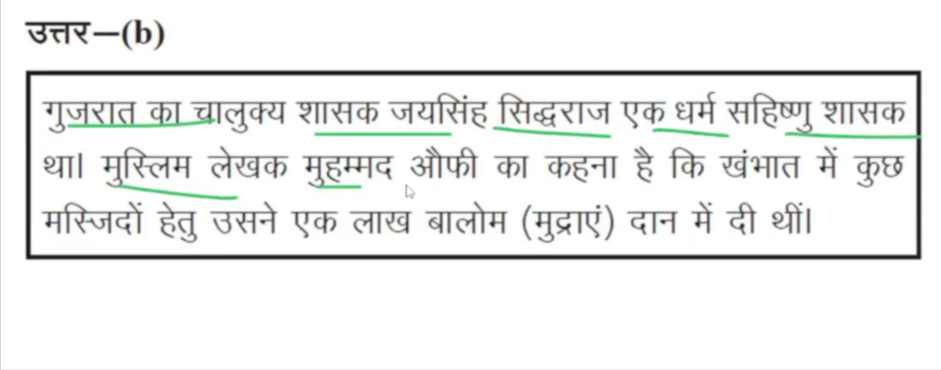 उत्तर–(b)
गुजरात का चालुक्य शासक जयसिंह सिद्धराज एक धर्म सहिष्णु शासक
था। मुस्लिम लेखक मुहम्मद औफी का कहना है कि खंभात में कुछ
मस्जिदों हेतु उसने एक लाख बालोम (मुद्राएं) दान में दी थीं।